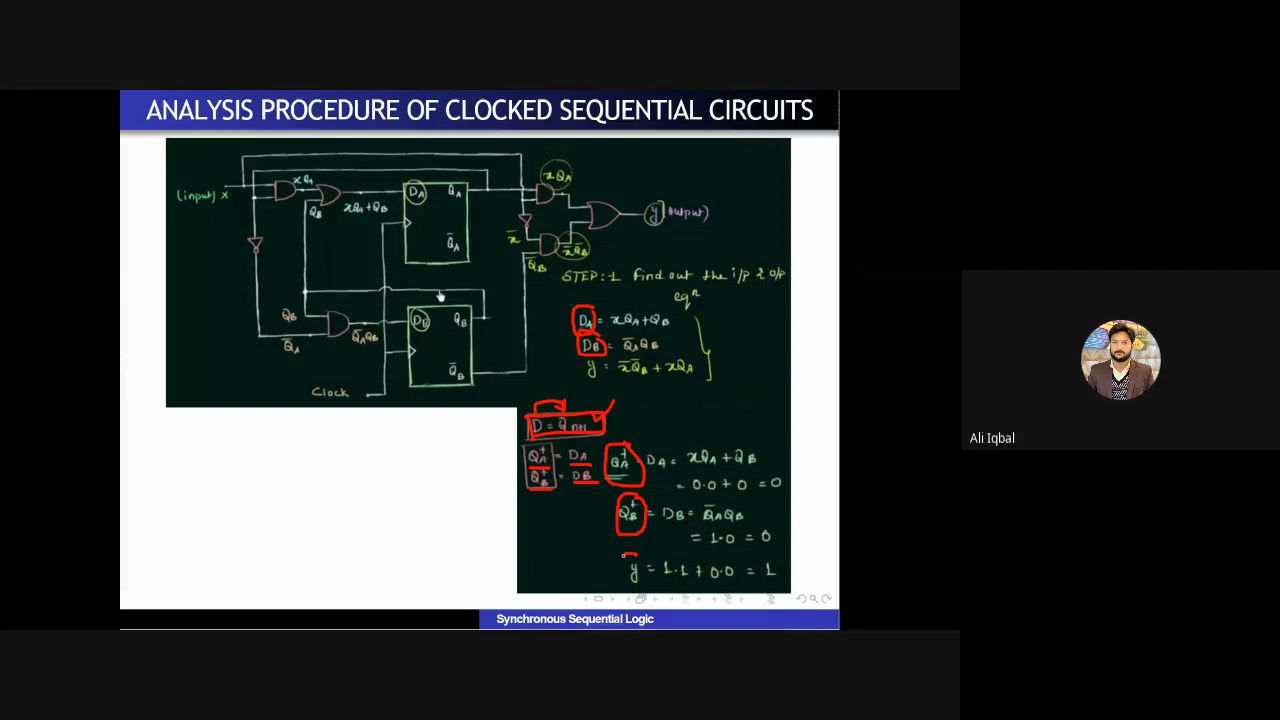 ANALYSIS PROCEDURE OF CLOCKED SEQUENTIAL CIRCUITS
(input) x
xQA
QB
xQA+QB
DA
QA
Q̅A
xQA
x̅
Q̅B
x̅Q̅B
y (output)
QB
Q̅A
Q̅AQB
DB
QB
Q̅B
Clock
STEP:-1 find out the i/p & o/p
eqⁿ
DA = xQA+QB
DB = Q̅AQB
y = x̅Q̅B + xQA
D = Qn+1
QA⁺ = DA
QB⁺ = DB
QA⁺ DA = xQA+QB
= 0.0+0 = 0
QB⁺ = DB = Q̅AQB
= 1.0 = 0
y = 1.1 + 0.0 = 1
Synchronous Sequential Logic
Ali Iqbal